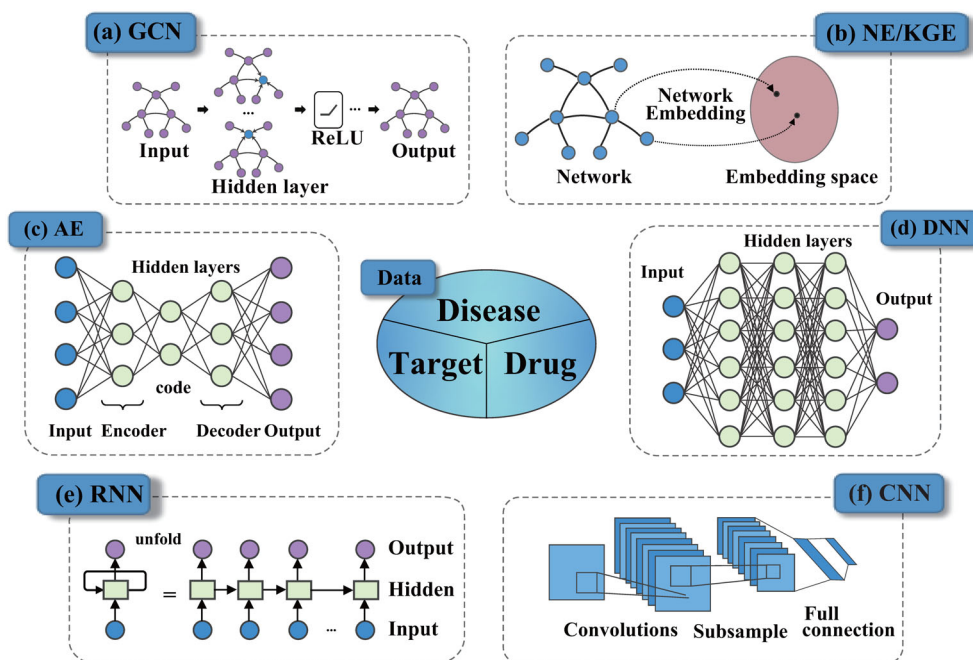 (a) GCN
Input
...
Hidden layer
ReLU
...
Output
(b) NE/KGE
Network
Embedding
Network
Embedding space
(c) AE
Hidden layers
code
Input Encoder Decoder Output
Data
Disease
Target Drug
(d) DNN
Hidden layers
Input
Output
(e) RNN
unfold
=
Output
Hidden
...
Input
(f) CNN
Convolutions
Subsample
Full
connection